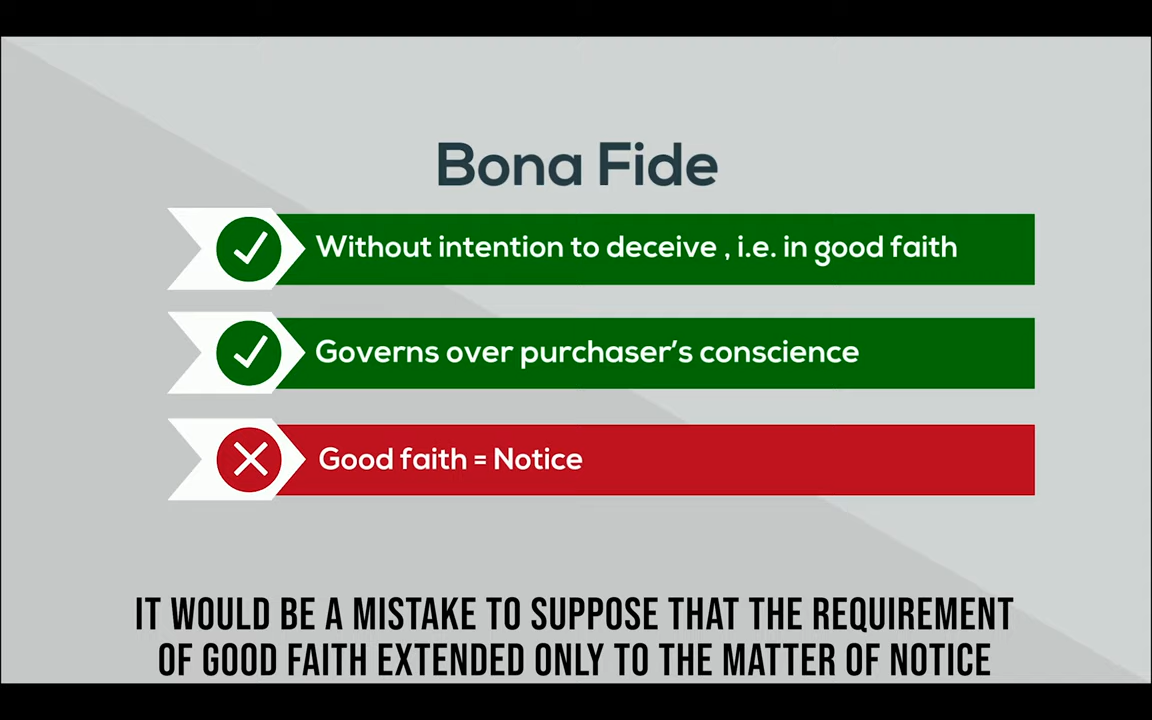 Bona Fide
Without intention to deceive , i.e. in good faith
Governs over purchaser's conscience
Good faith = Notice
IT WOULD BE A MISTAKE TO SUPPOSE THAT THE REQUIREMENT
OF GOOD FAITH EXTENDED ONLY TO THE MATTER OF NOTICE